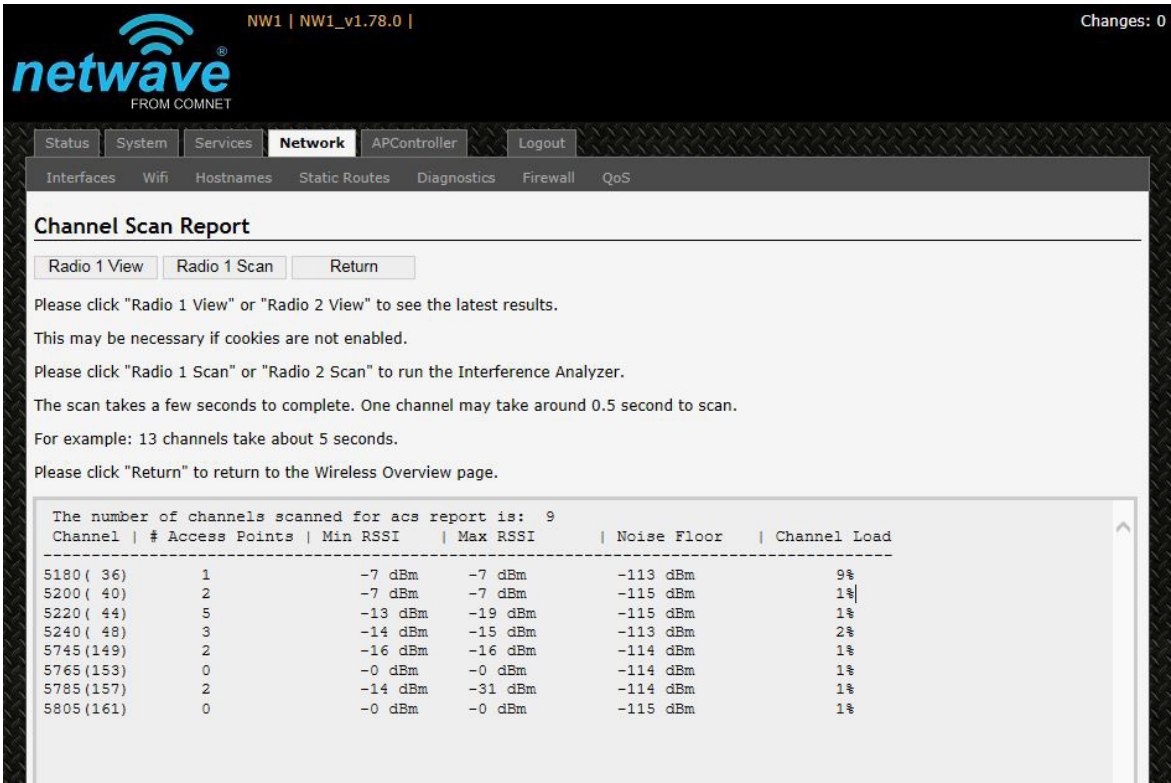 NW1 | NW1_v1.78.0 |
Changes: 0
netwave®
FROM COMNET
Status System Services Network APController Logout
Interfaces Wifi Hostnames Static Routes Diagnostics Firewall QoS
Channel Scan Report
Radio 1 View Radio 1 Scan Return
Please click "Radio 1 View" or "Radio 2 View" to see the latest results.
This may be necessary if cookies are not enabled.
Please click "Radio 1 Scan" or "Radio 2 Scan" to run the Interference Analyzer.
The scan takes a few seconds to complete. One channel may take around 0.5 second to scan.
For example: 13 channels take about 5 seconds.
Please click "Return" to return to the Wireless Overview page.
The number of channels scanned for acs report is: 9
Channel | # Access Points | Min RSSI | Max RSSI | Noise Floor | Channel Load
---------------------------------------------------------------------------------------------
5180( 36) 1 -7 dBm -7 dBm -113 dBm 9%
5200( 40) 2 -7 dBm -7 dBm -115 dBm 1%
5220( 44) 5 -13 dBm -19 dBm -115 dBm 1%
5240( 48) 3 -14 dBm -15 dBm -113 dBm 2%
5745(149) 2 -16 dBm -16 dBm -114 dBm 1%
5765(153) 0 -0 dBm -0 dBm -114 dBm 1%
5785(157) 2 -14 dBm -31 dBm -114 dBm 1%
5805(161) 0 -0 dBm -0 dBm -115 dBm 1%